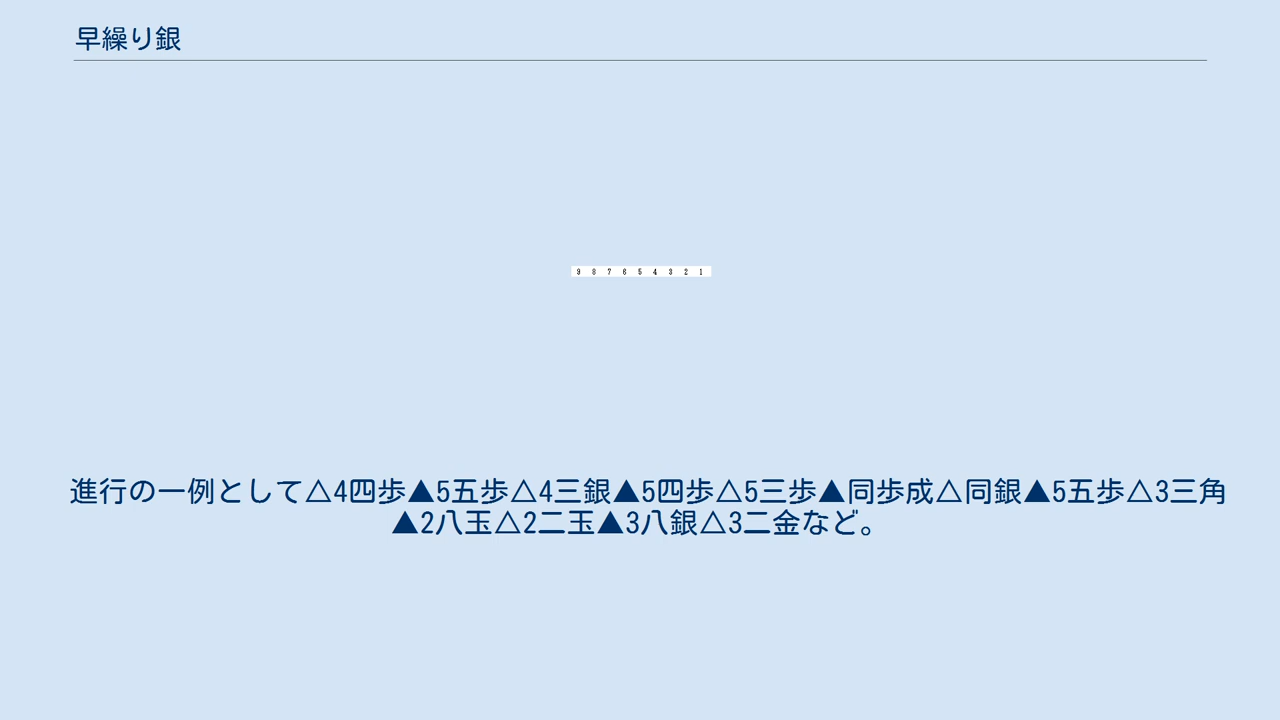 早繰り銀
9 8 7 6 5 4 3 2 1
進行の一例として△4四歩▲5五歩△4三銀▲5四歩△5三歩▲同歩成△同銀▲5五歩△3三角
▲2八玉△2二玉▲3八銀△3二金など。